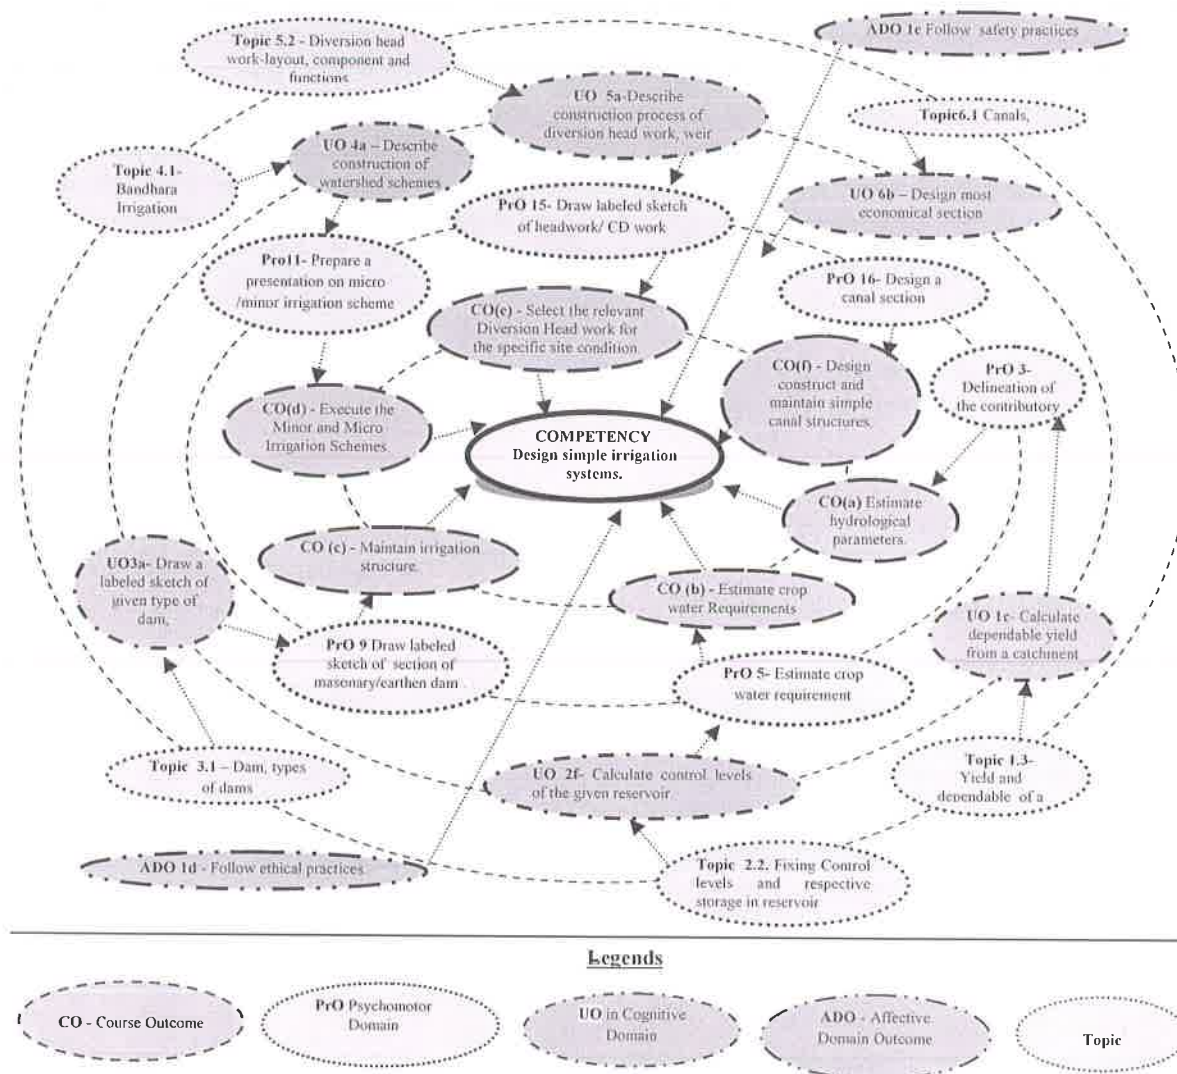 ADO 1e Follow safety practices
Topic 5.2 - Diversion head
work-layout, component and
functions
UO 5a-Describe
construction process of
diversion head work, weir
Topic6.1 Canals,
UO 4a – Describe
construction of
watershed schemes
Topic 4.1-
Bandhara
Irrigation
UO 6b – Design most
economical section
PrO 15- Draw labeled sketch
of headwork/ CD work
Pro11- Prepare a
presentation on micro
/minor irrigation scheme
PrO 16- Design a
canal section
CO(e) - Select the relevant
Diversion Head work for
the specific site condition.
CO(f) - Design
construct and
maintain simple
canal structures.
PrO 3-
Delineation of
the contributory
CO(d) - Execute the
Minor and Micro
Irrigation Schemes.
COMPETENCY
Design simple irrigation
systems.
CO(a) Estimate
hydrological
parameters.
CO (c) - Maintain irrigation
structure.
UO3a- Draw a
labeled sketch of
given type of
dam,
CO (b) - Estimate crop
water Requirements
UO 1e- Calculate
dependable yield
from a catchment
PrO 9 Draw labeled
sketch of section of
masonary/earthen dam
PrO 5- Estimate crop
water requirement
Topic 3.1 – Dam, types
of dams
UO 2f- Calculate control levels
of the given reservoir
Topic 1.3-
Yield and
dependable of a
ADO 1d - Follow ethical practices
Topic 2.2. Fixing Control
levels and respective
storage in reservoir
Legends
CO - Course Outcome
PrO Psychomotor
Domain
UO in Cognitive
Domain
ADO - Affective
Domain Outcome
Topic